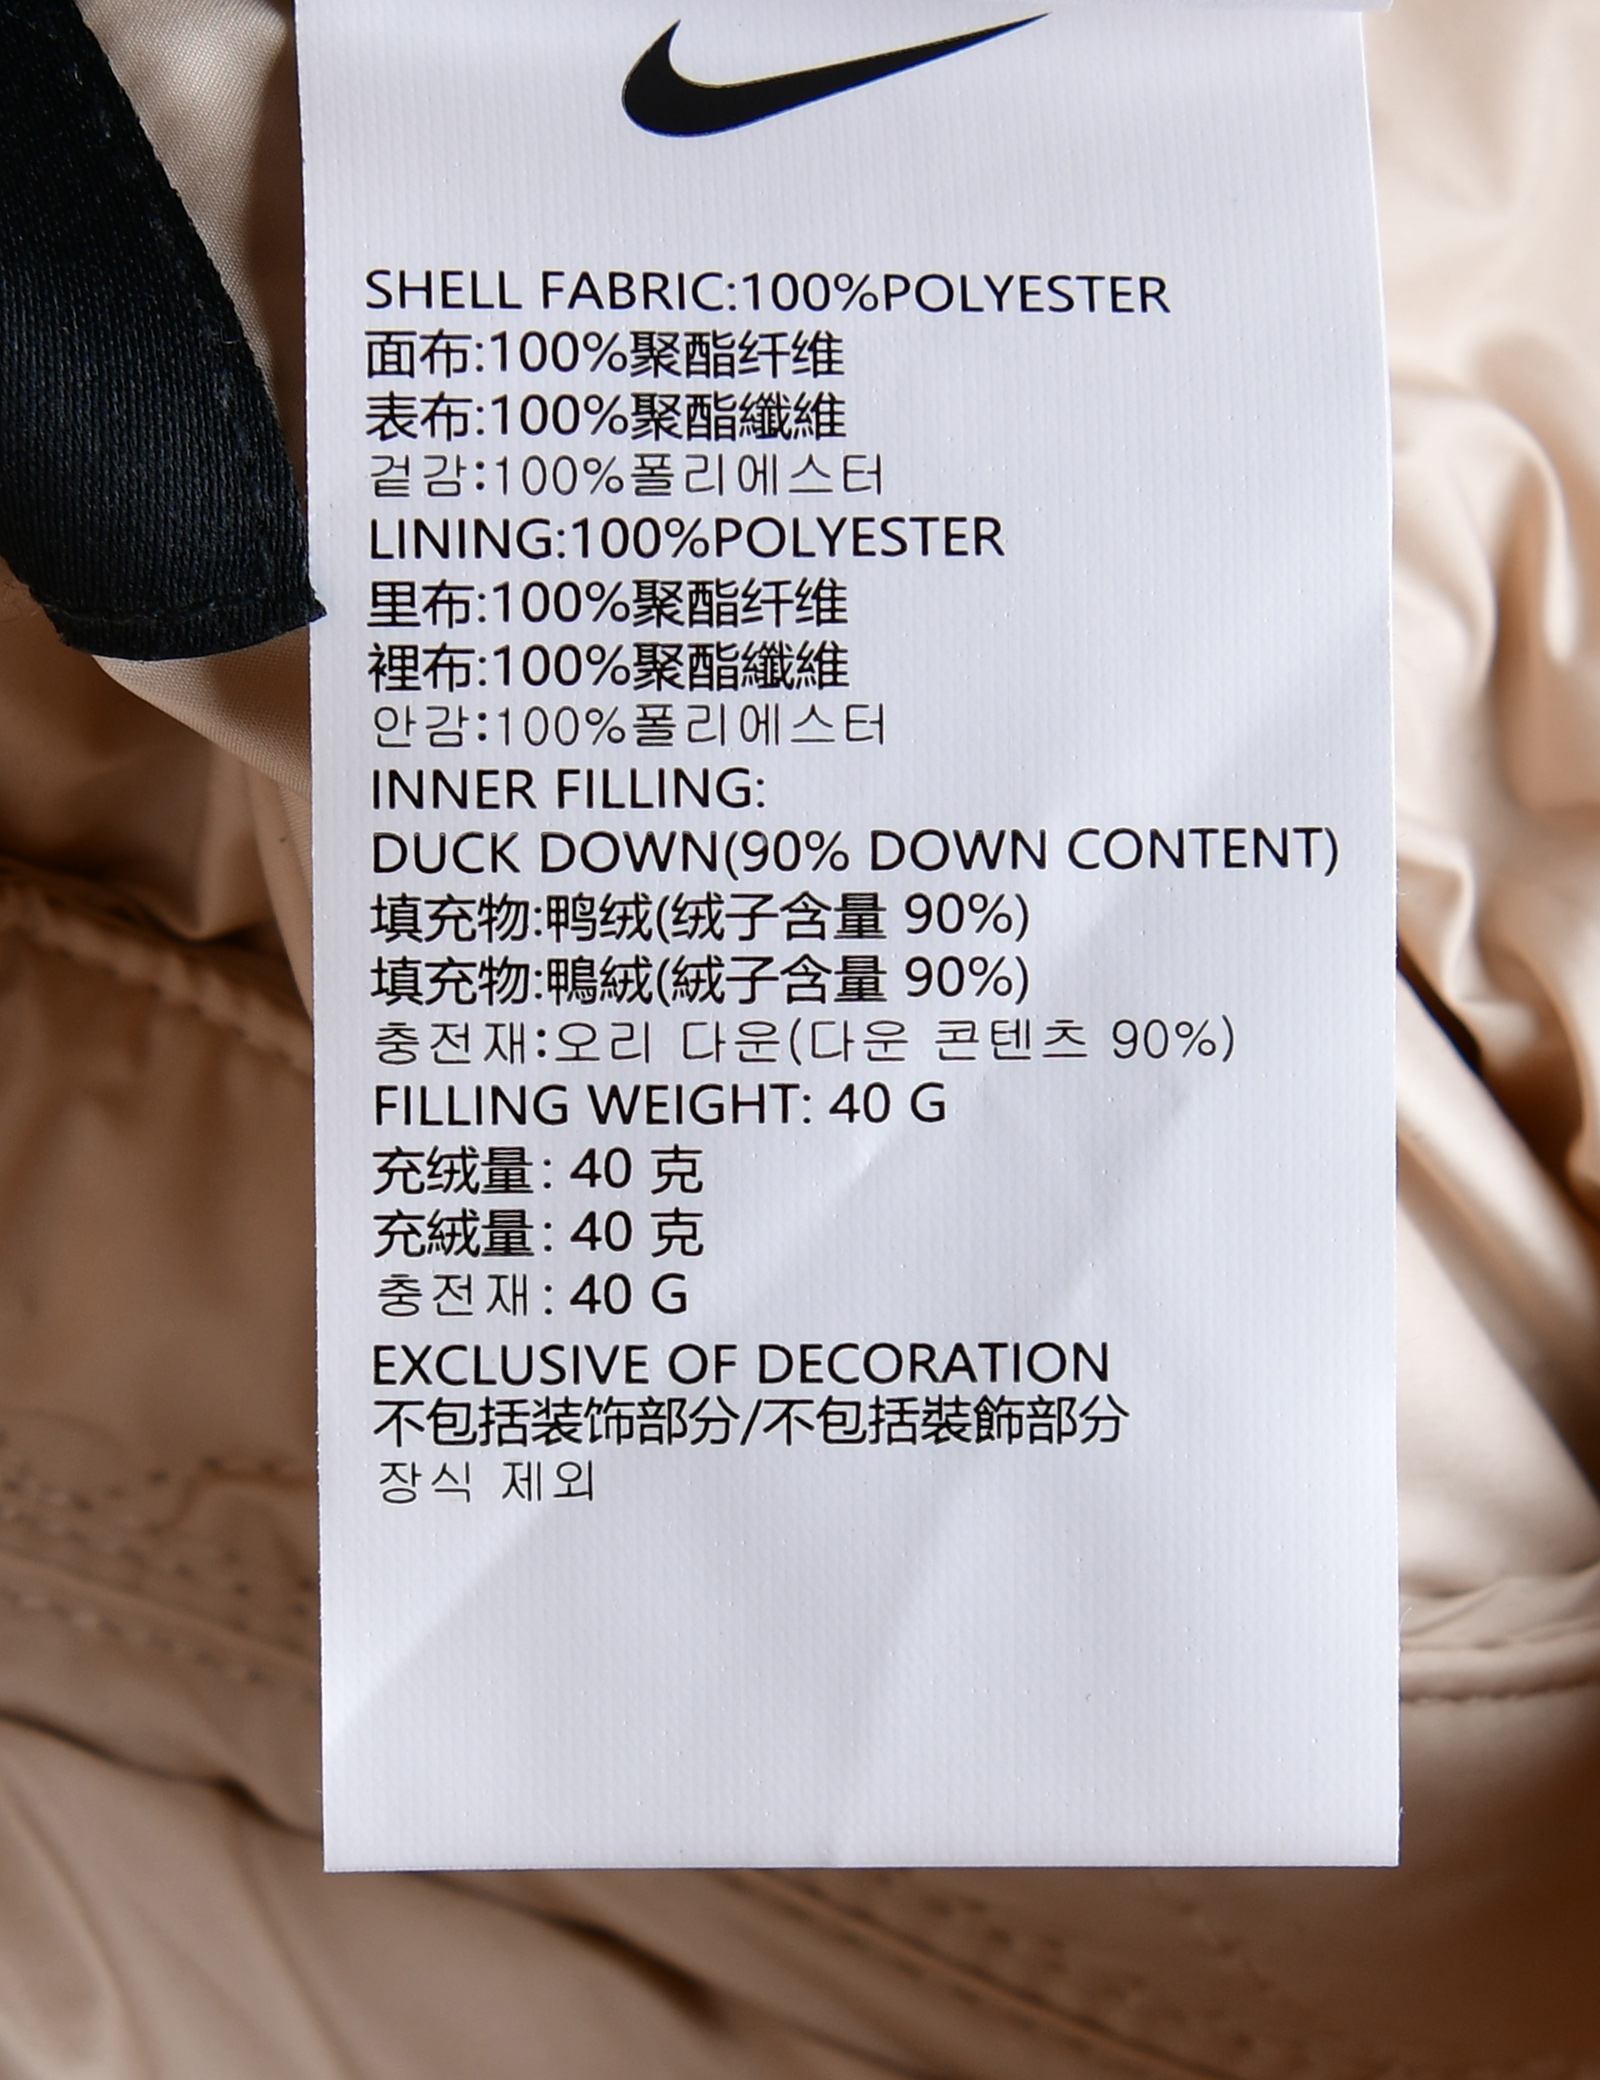 SHELL FABRIC:100%POLYESTER
面布:100%聚酯纤维
表布:100%聚酯纖維
겉감:100%폴리에스터
LINING:100%POLYESTER
里布:100%聚酯纤维
裡布:100%聚酯纖維
안감:100%폴리에스터
INNER FILLING:
DUCK DOWN(90% DOWN CONTENT)
填充物:鸭绒(绒子含量 90%)
填充物:鴨絨(絨子含量 90%)
충전재:오리 다운(다운 콘텐츠 90%)
FILLING WEIGHT: 40 G
充绒量: 40 克
充絨量: 40 克
충전재: 40 G
EXCLUSIVE OF DECORATION
不包括装饰部分/不包括裝飾部分
장식 제외